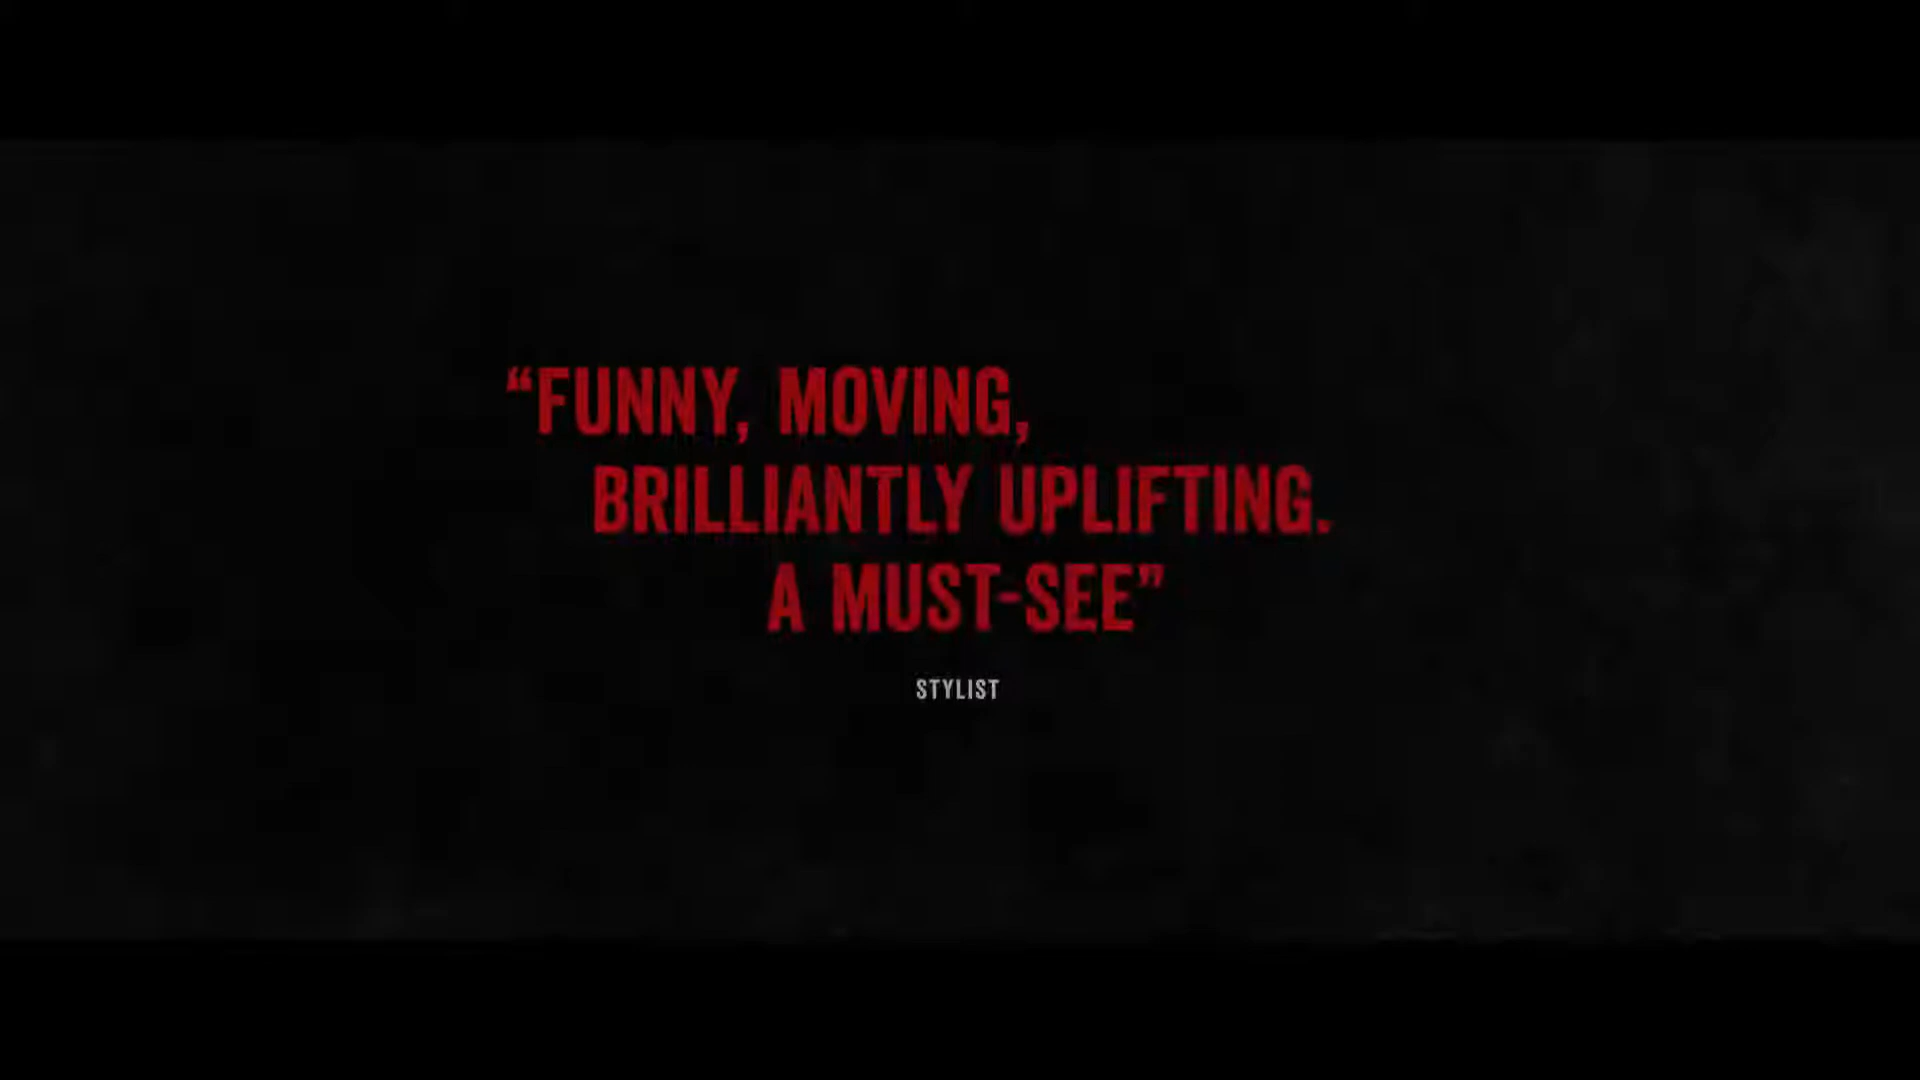 “FUNNY, MOVING,
BRILLIANTLY UPLIFTING.
A MUST-SEE”
STYLIST